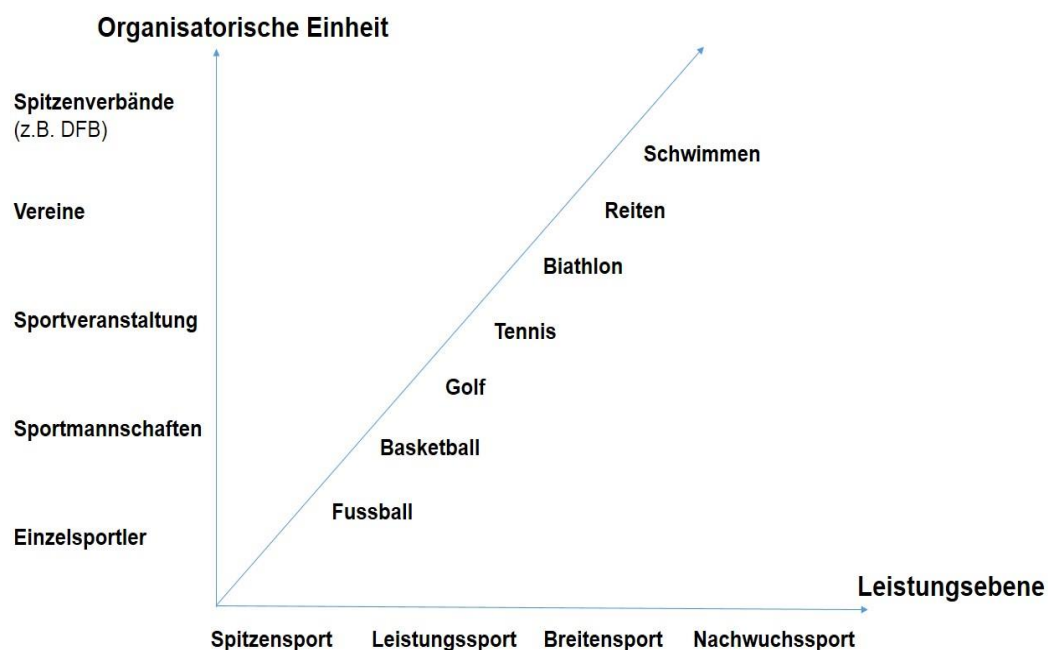 Organisatorische Einheit
Spitzenverbände
(z.B. DFB)
Schwimmen
Vereine
Reiten
Biathlon
Sportveranstaltung
Tennis
Golf
Sportmannschaften
Basketball
Fussball
Einzelsportler
Leistungsebene
Spitzensport
Leistungssport
Breitensport
Nachwuchssport